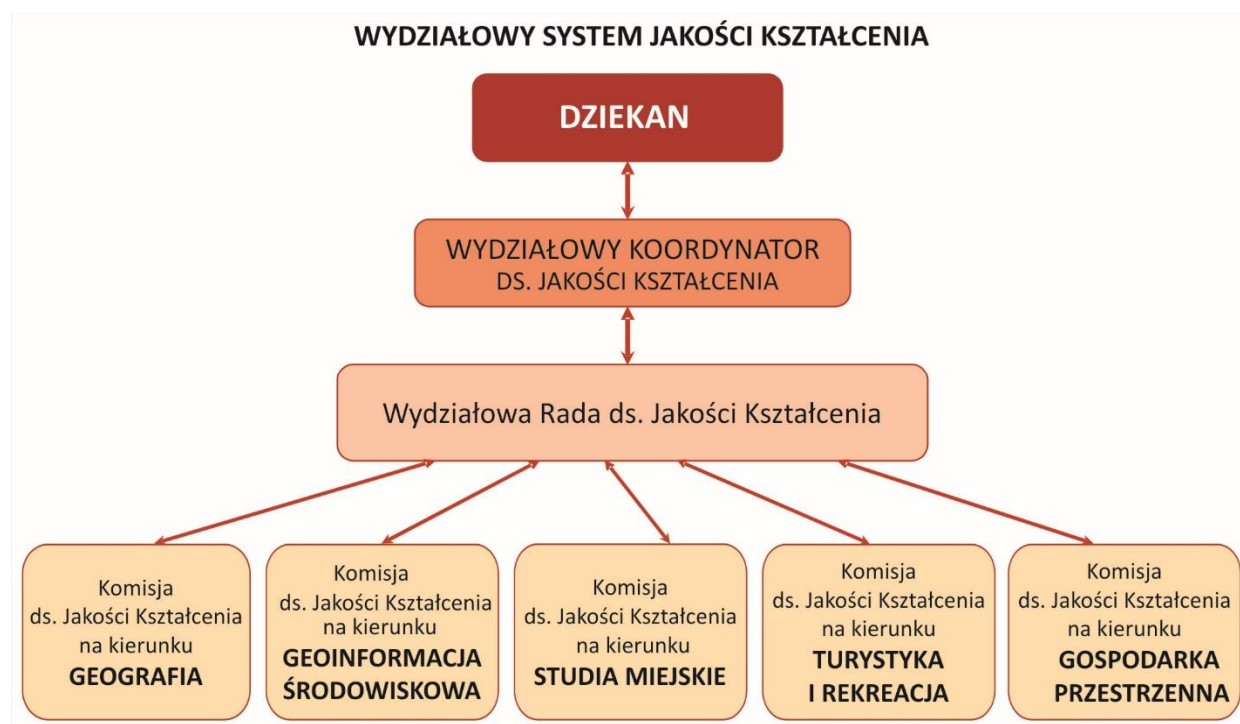 WYDZIAŁOWY SYSTEM JAKOŚCI KSZTAŁCENIA
DZIEKAN
WYDZIAŁOWY KOORDYNATOR
DS. JAKOŚCI KSZTAŁCENIA
Wydziałowa Rada ds. Jakości Kształcenia
Komisja
ds. Jakości Kształcenia
na kierunku
GEOGRAFIA
Komisja
ds. Jakości Kształcenia
na kierunku
GEOINFORMACJA
ŚRODOWISKOWA
Komisja
ds. Jakości Kształcenia
na kierunku
STUDIA MIEJSKIE
Komisja
ds. Jakości Kształcenia
na kierunku
TURYSTYKA
I REKREACJA
Komisja
ds. Jakości Kształcenia
na kierunku
GOSPODARKA
PRZESTRZENNA